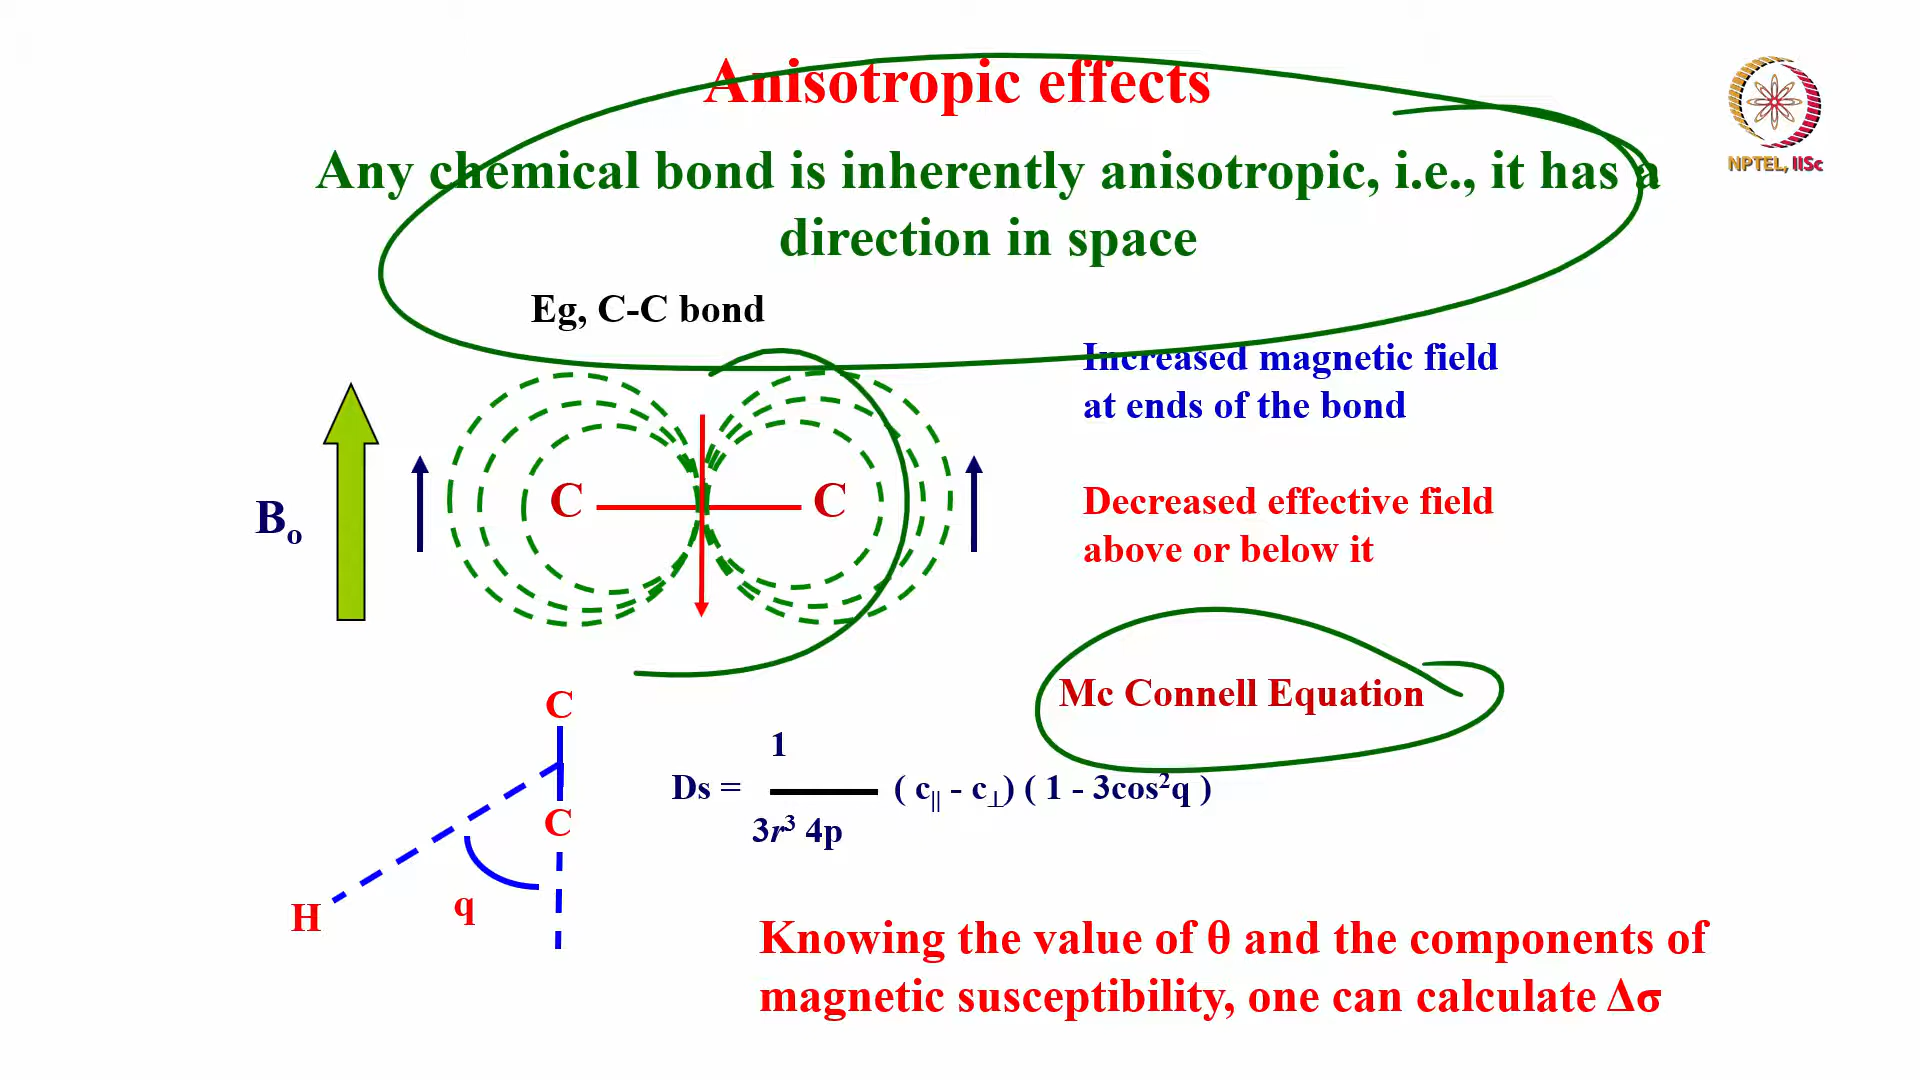 Anisotropic effects
NPTEL, IISc
Any chemical bond is inherently anisotropic, i.e., it has a
direction in space
Eg, C-C bond
Increased magnetic field
at ends of the bond
Bo
C
C
Decreased effective field
above or below it
Mc Connell Equation
C
C
H
q
1
Ds = ( c|| - c⊥) ( 1 - 3cos²q )
3r³ 4p
Knowing the value of θ and the components of
magnetic susceptibility, one can calculate Δσ